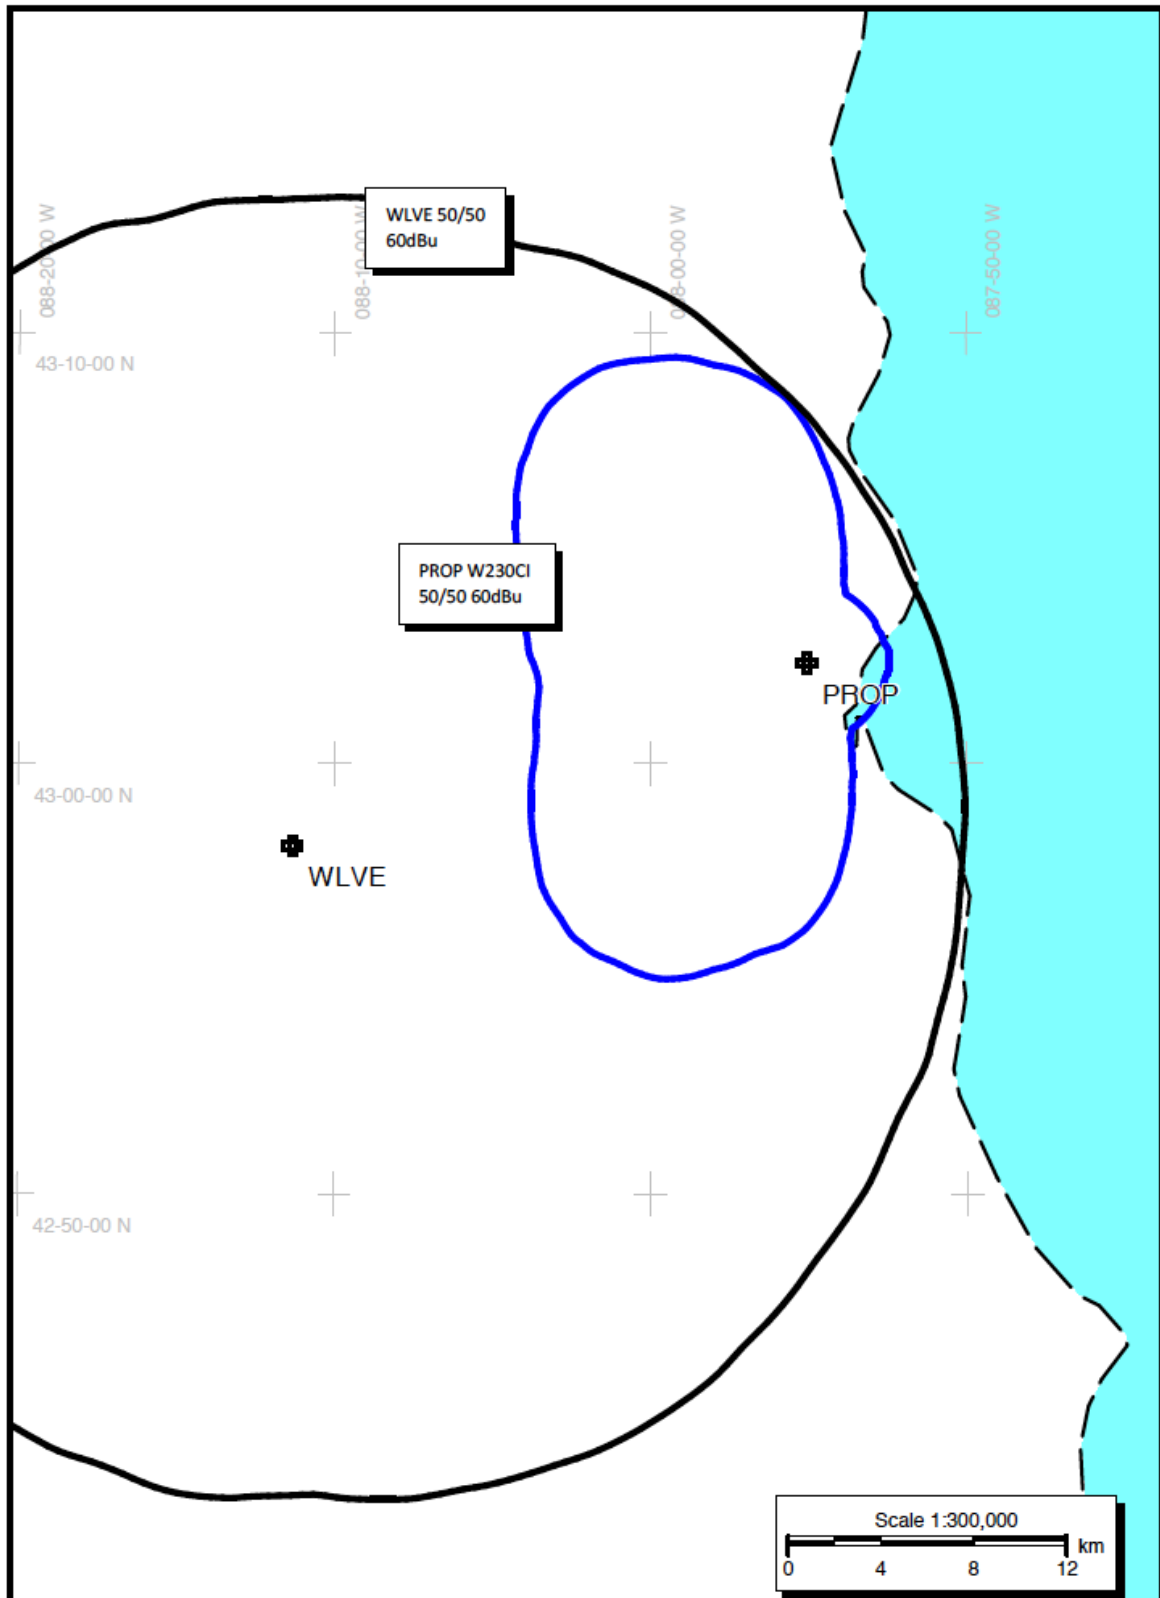 WLVE 50/50
60dBu
088-20-00 W
088-10-00 W
088-00-00 W
087-50-00 W
43-10-00 N
PROP W230CI
50/50 60dBu
PROP
43-00-00 N
WLVE
42-50-00 N
Scale 1:300,000
km
0 4 8 12